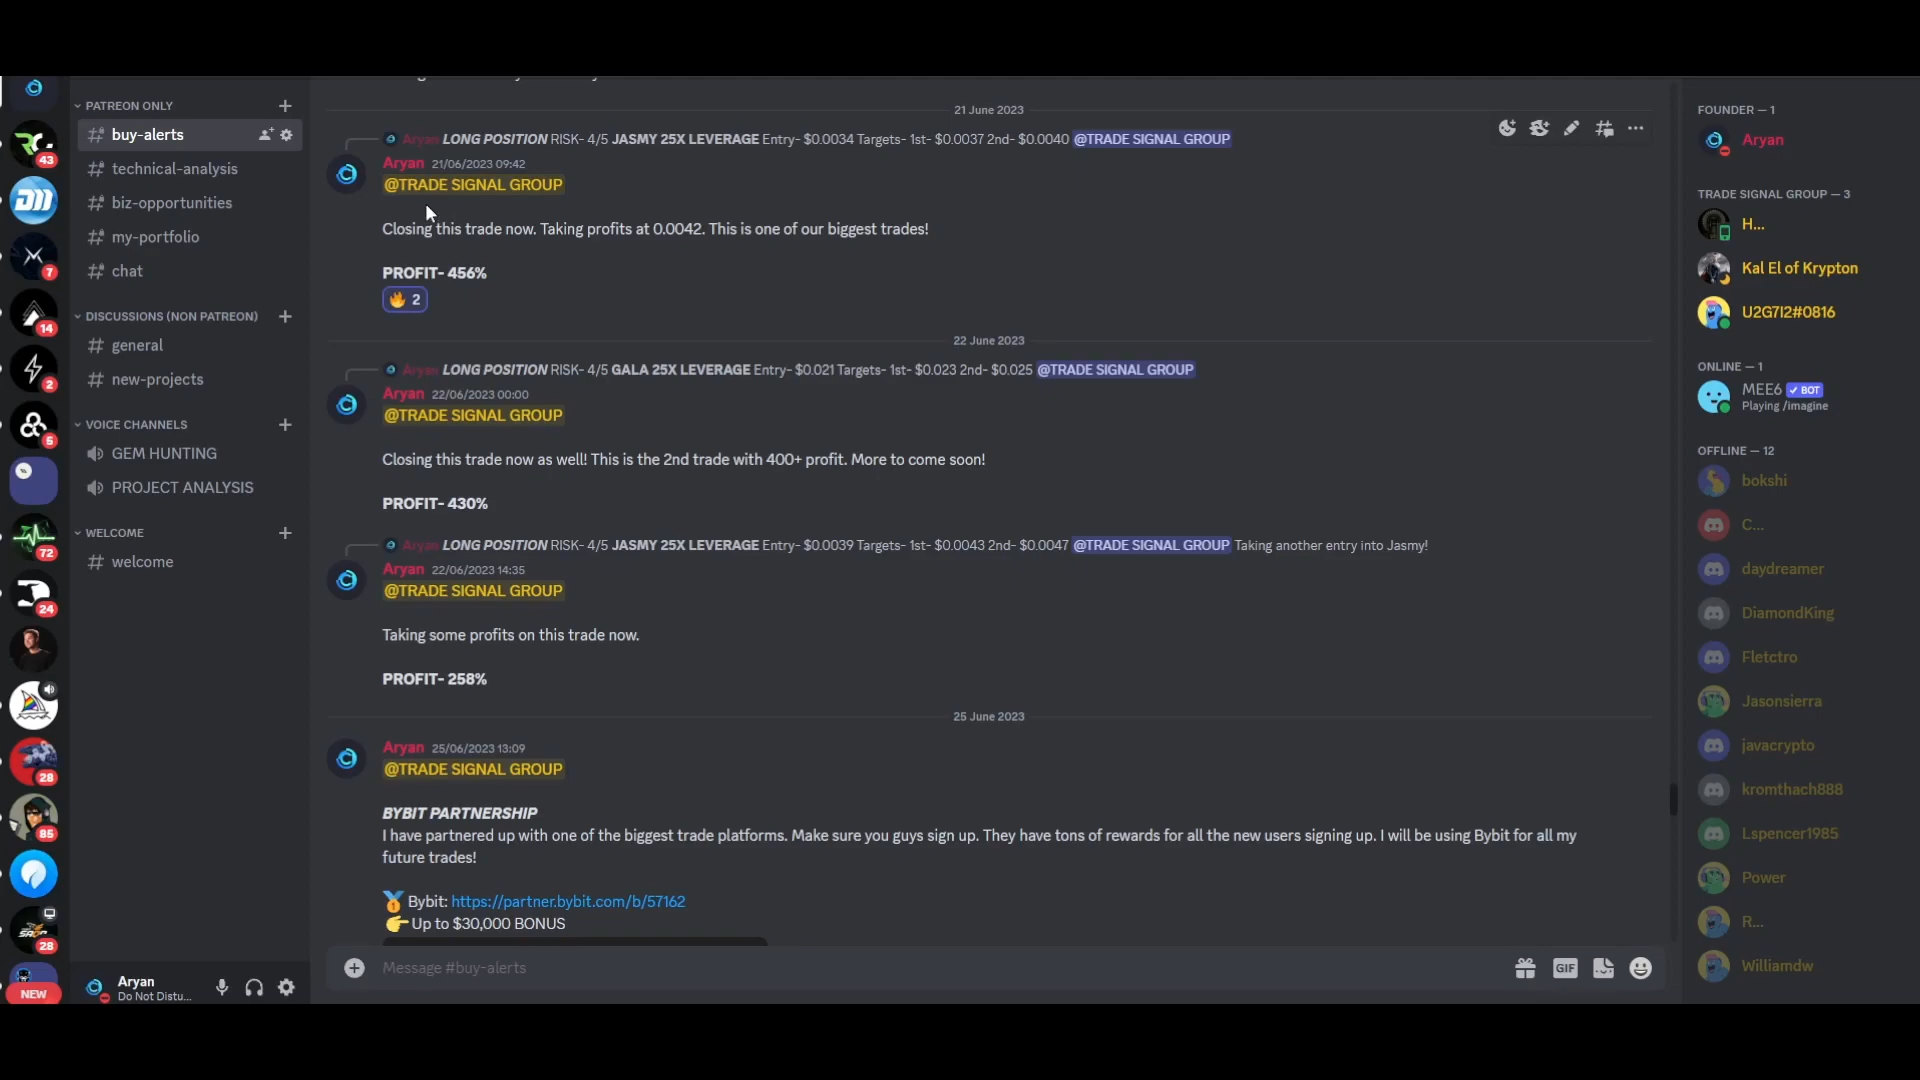 PATREON ONLY
buy-alerts
technical-analysis
biz-opportunities
my-portfolio
chat
DISCUSSIONS (NON PATREON)
general
new-projects
VOICE CHANNELS
GEM HUNTING
PROJECT ANALYSIS
WELCOME
welcome
43
7
14
2
5
72
24
28
85
28
NEW
Aryan
Do Not Distu...
21 June 2023
Aryan LONG POSITION RISK- 4/5 JASMY 25X LEVERAGE Entry- $0.0034 Targets- 1st- $0.0037 2nd- $0.0040 @TRADE SIGNAL GROUP
Aryan 21/06/2023 09:42
@TRADE SIGNAL GROUP
Closing this trade now. Taking profits at 0.0042. This is one of our biggest trades!
PROFIT- 456%
🔥 2
22 June 2023
Aryan LONG POSITION RISK- 4/5 GALA 25X LEVERAGE Entry- $0.021 Targets- 1st- $0.023 2nd- $0.025 @TRADE SIGNAL GROUP
Aryan 22/06/2023 00:00
@TRADE SIGNAL GROUP
Closing this trade now as well! This is the 2nd trade with 400+ profit. More to come soon!
PROFIT- 430%
Aryan LONG POSITION RISK- 4/5 JASMY 25X LEVERAGE Entry- $0.0039 Targets- 1st- $0.0043 2nd- $0.0047 @TRADE SIGNAL GROUP Taking another entry into Jasmy!
Aryan 22/06/2023 14:35
@TRADE SIGNAL GROUP
Taking some profits on this trade now.
PROFIT- 258%
25 June 2023
Aryan 25/06/2023 13:09
@TRADE SIGNAL GROUP
BYBIT PARTNERSHIP
I have partnered up with one of the biggest trade platforms. Make sure you guys sign up. They have tons of rewards for all the new users signing up. I will be using Bybit for all my
future trades!
🥇 Bybit: https://partner.bybit.com/b/57162
👉 Up to $30,000 BONUS
Message #buy-alerts
GIF
FOUNDER — 1
Aryan
TRADE SIGNAL GROUP — 3
H...
Kal El of Krypton
U2G7I2#0816
ONLINE — 1
MEE6 ✓ BOT
Playing /imagine
OFFLINE — 12
bokshi
C...
daydreamer
DiamondKing
Fletctro
Jasonsierra
javacrypto
kromthach888
Lspencer1985
Power
R...
Williamdw